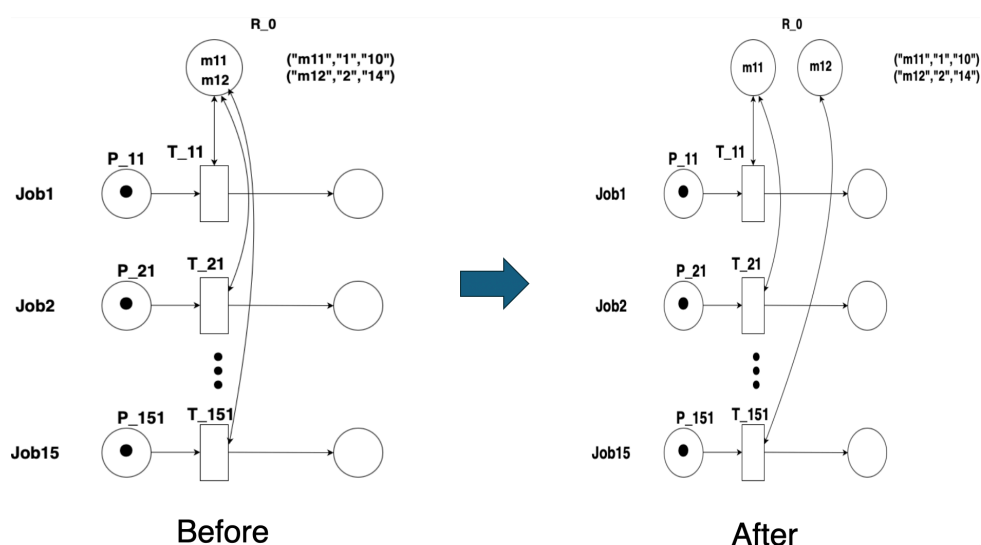 R_0
m11
m12
("m11","1","10")
("m12","2","14")
P_11
T_11
Job1
P_21
T_21
Job2
P_151
T_151
Job15
Before
R_0
m11
m12
("m11","1","10")
("m12","2","14")
P_11
T_11
Job1
P_21
T_21
Job2
P_151
T_151
Job15
After